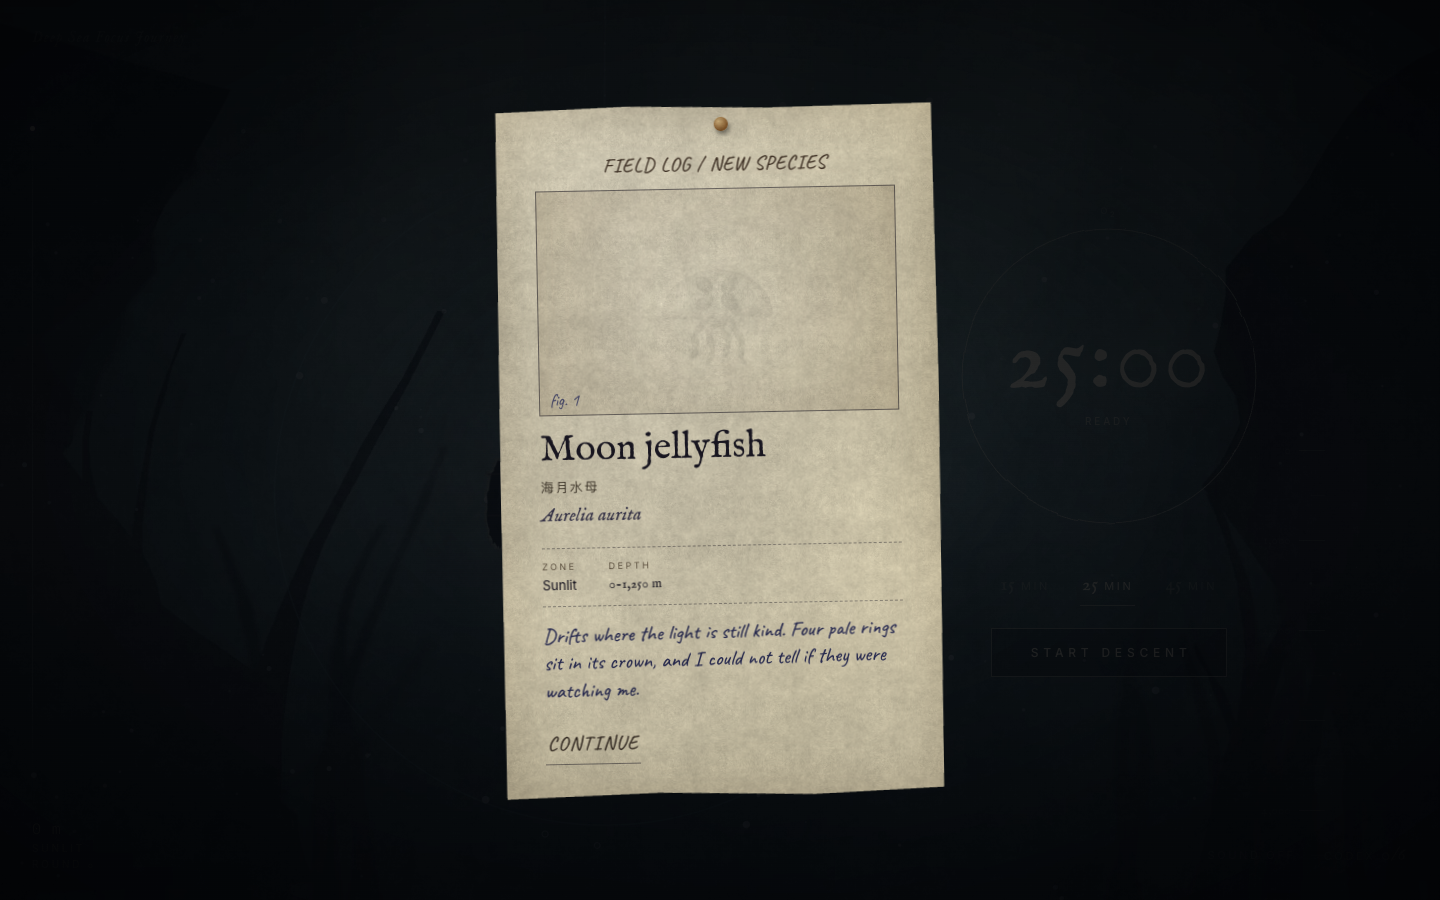 FIELD LOG / NEW SPECIES
fig. 1
Moon jellyfish
海月水母
Aurelia aurita
ZONE DEPTH
Sunlit 0–1,250 m
Drifts where the light is still kind. Four pale rings
sit in its crown, and I could not tell if they were
watching me.
CONTINUE
25:00
READY
25 MIN
START DESCENT